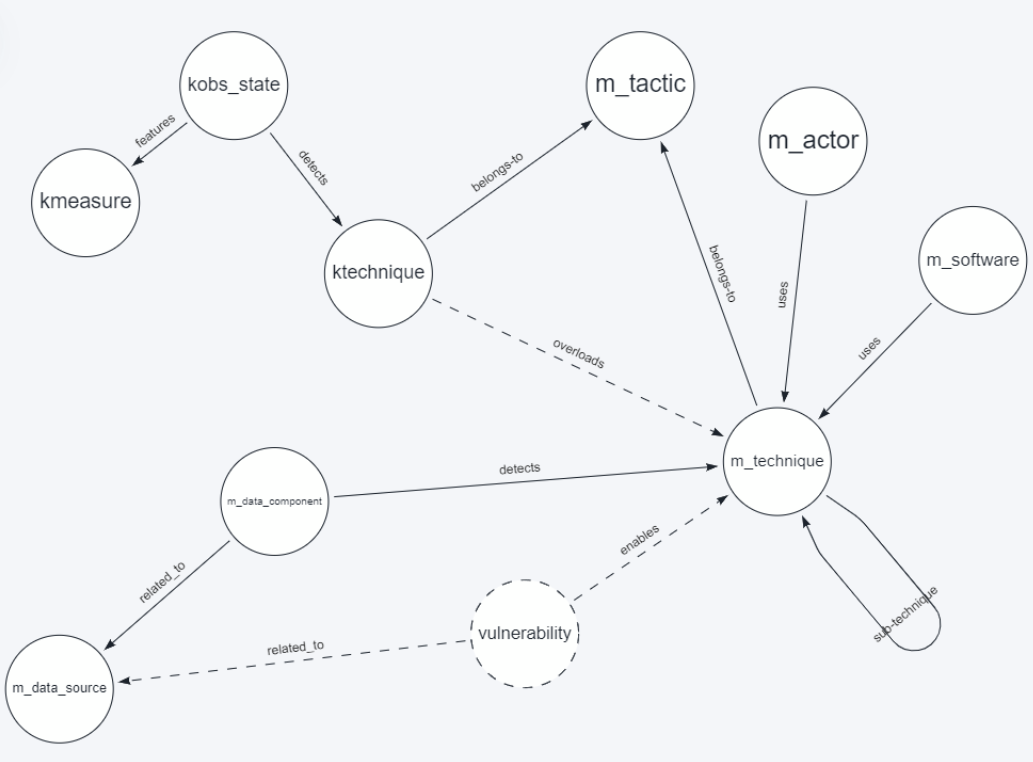 kobs_state
m_tactic
m_actor
features
detects
belongs-to
kmeasure
ktechnique
belongs-to
uses
m_software
uses
overloads
m_technique
detects
m_data_component
enables
related_to
sub-technique
vulnerability
related_to
m_data_source